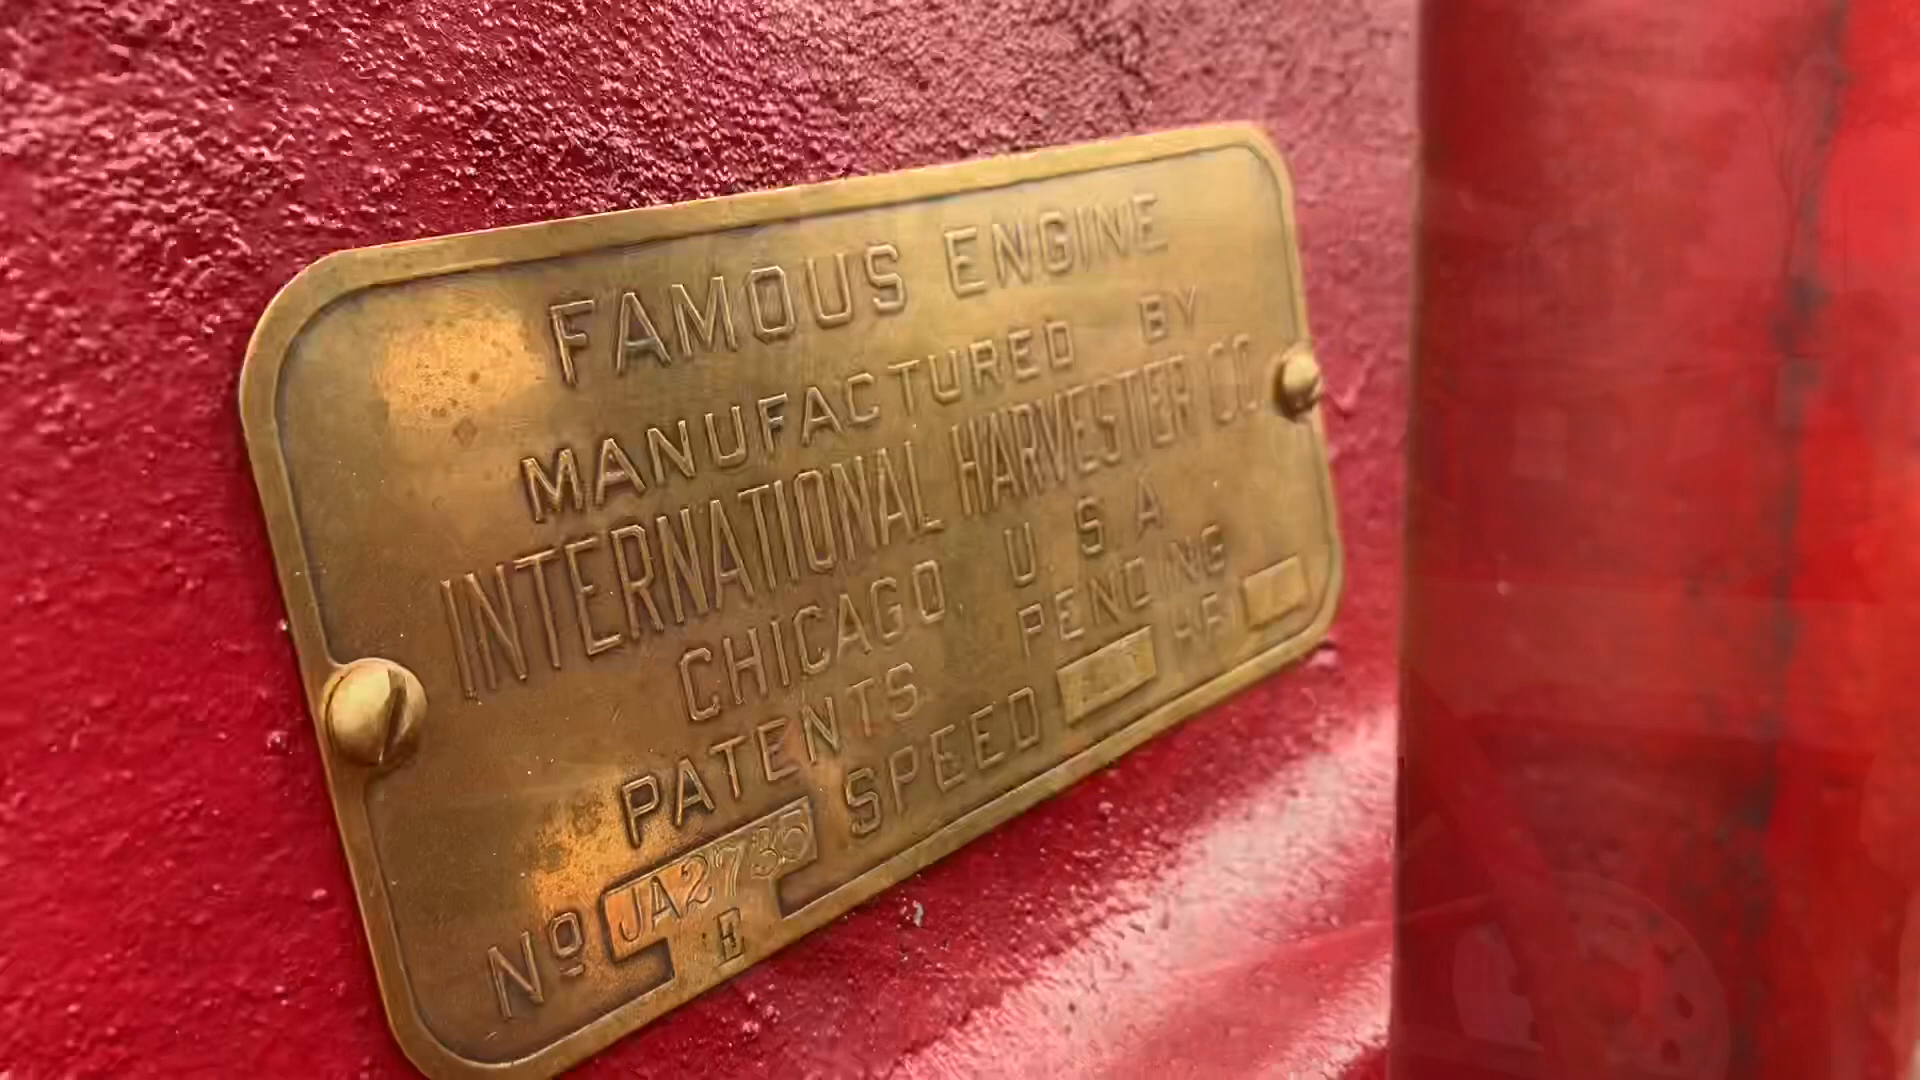 FAMOUS ENGINE
MANUFACTURED BY
INTERNATIONAL HARVESTER CO
CHICAGO U S A
PATENTS PENDING
Nº JA2735 SPEED HP
E